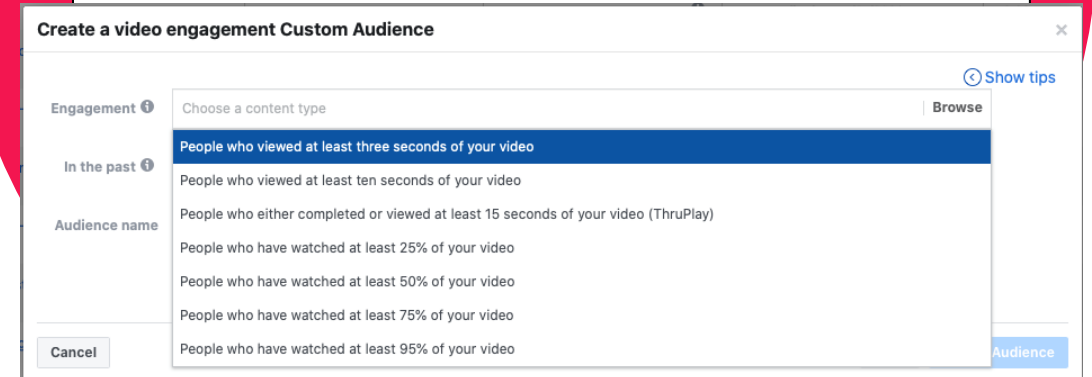 Create a video engagement Custom Audience
Show tips
Engagement
Choose a content type
Browse
People who viewed at least three seconds of your video
In the past
People who viewed at least ten seconds of your video
People who either completed or viewed at least 15 seconds of your video (ThruPlay)
Audience name
People who have watched at least 25% of your video
People who have watched at least 50% of your video
People who have watched at least 75% of your video
People who have watched at least 95% of your video
Cancel
Audience